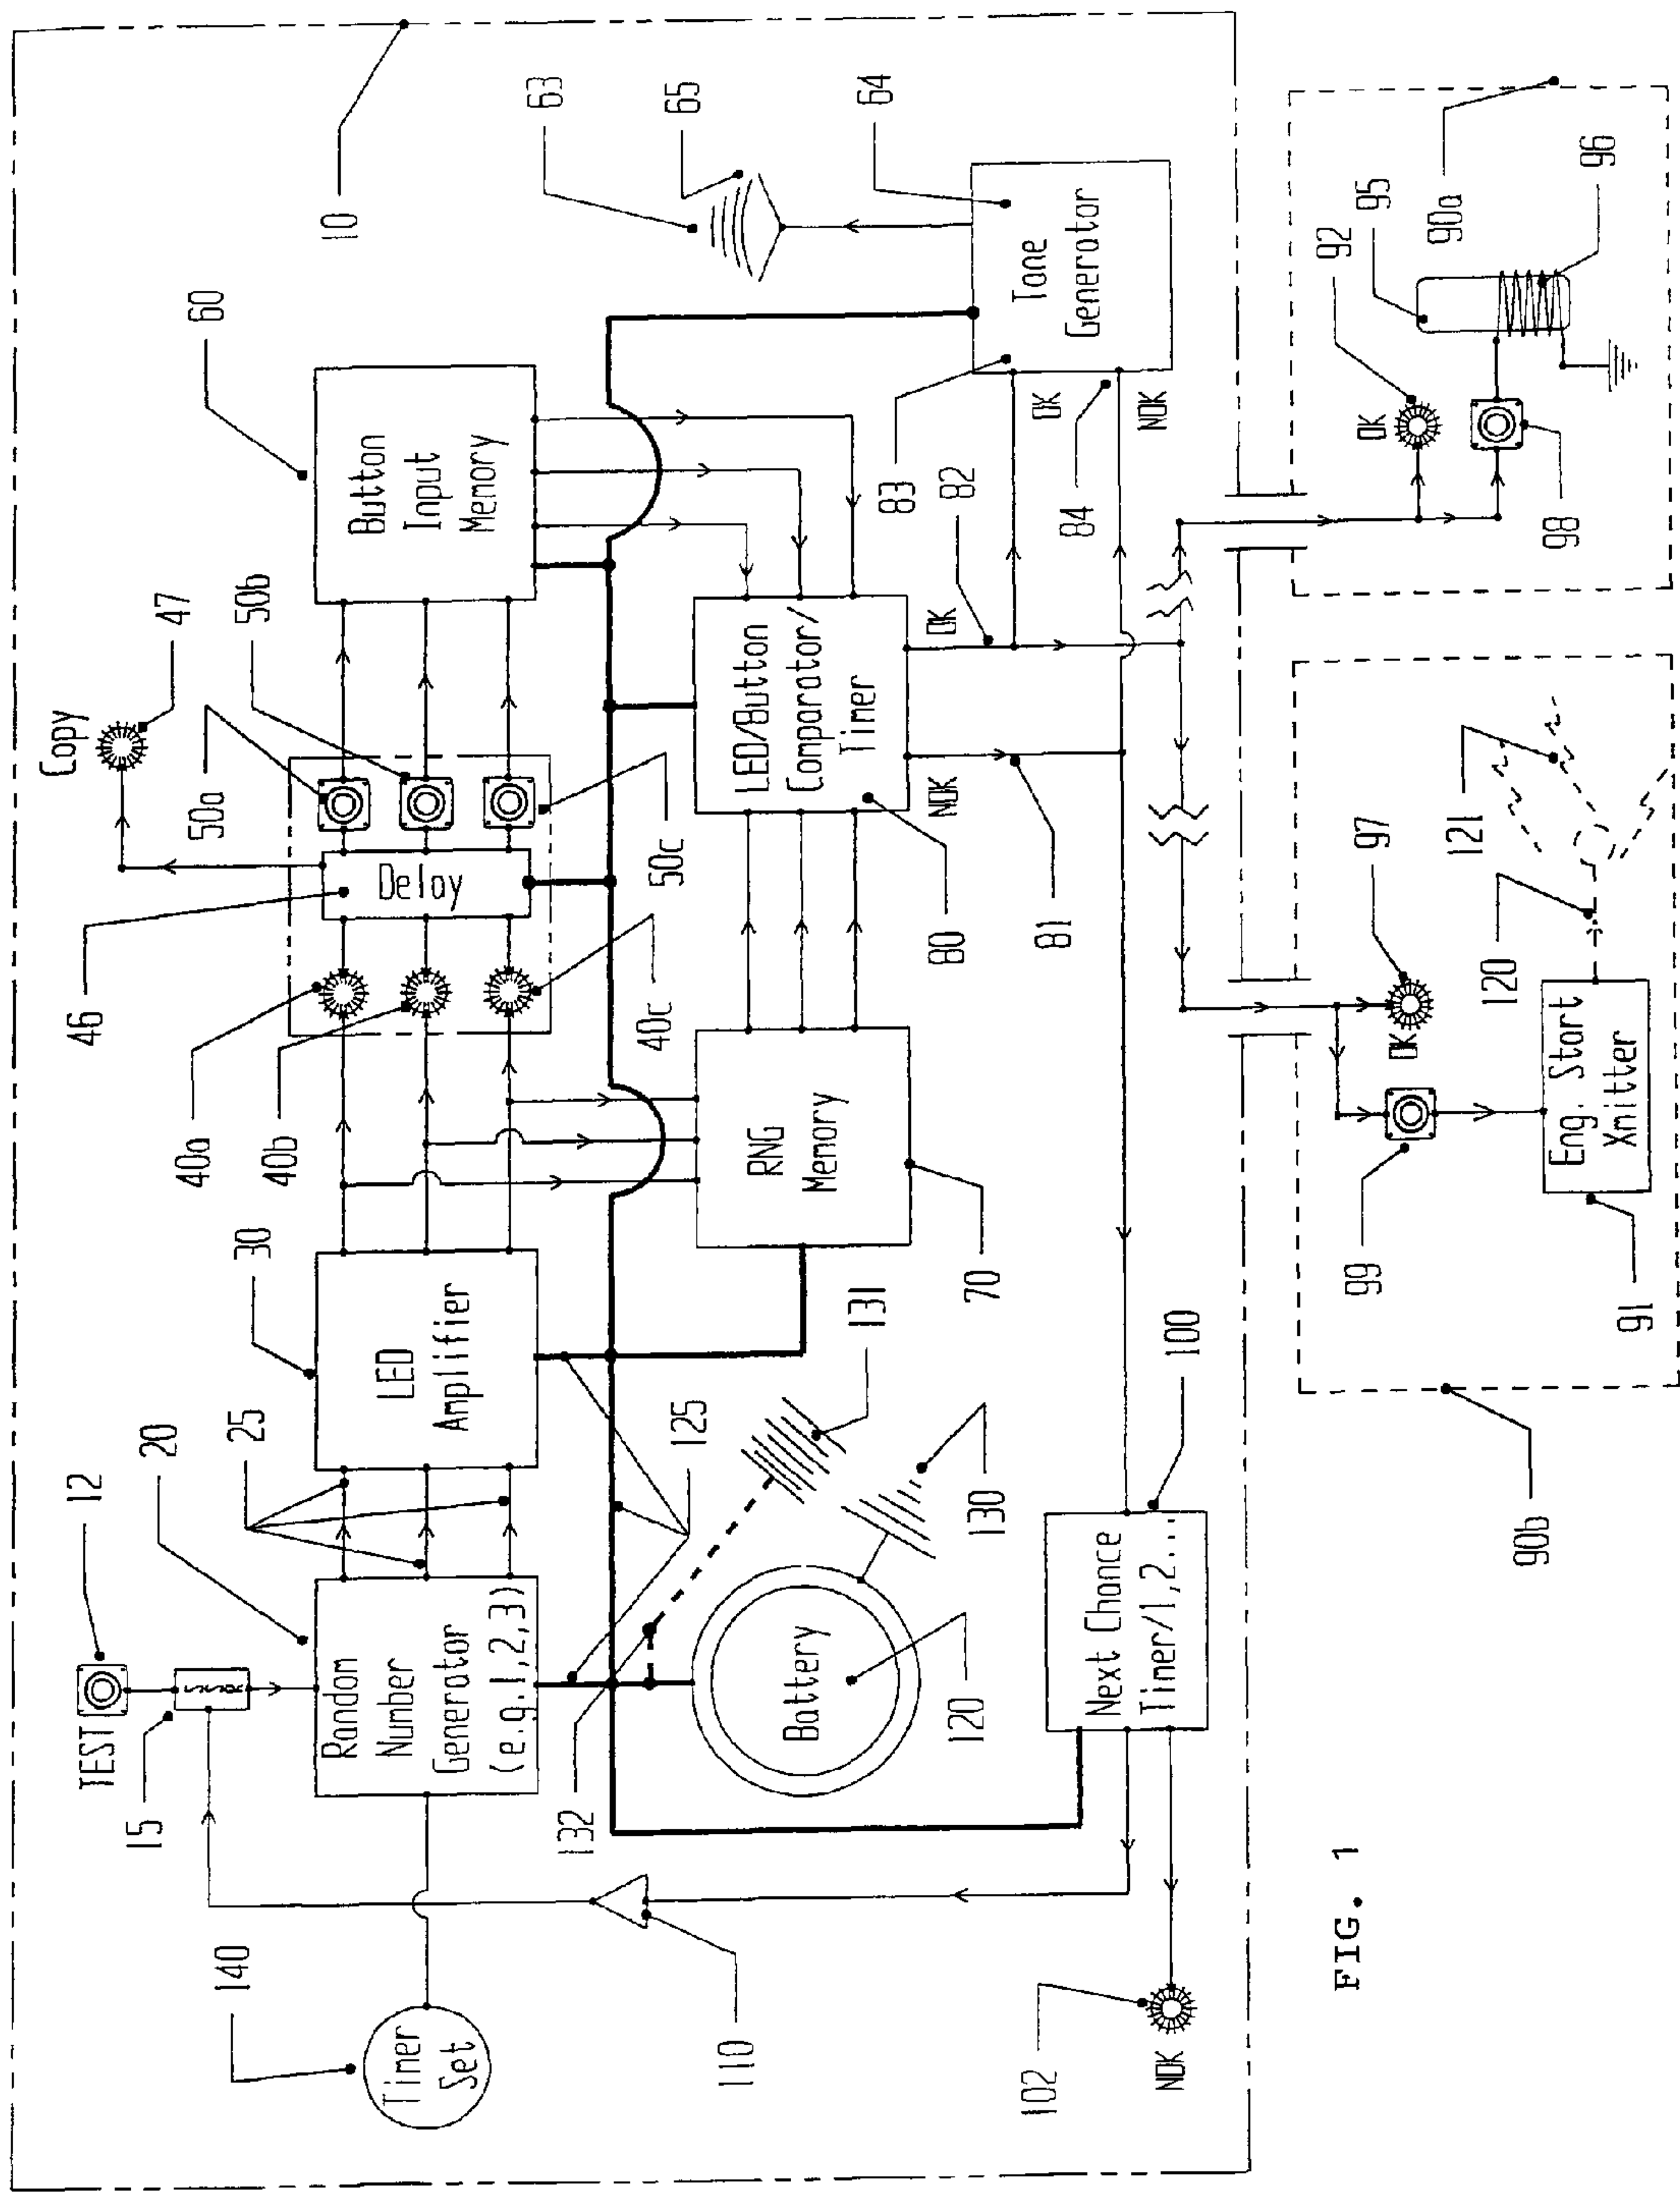 10
12
TEST
15
20
25
30
140
Timer
Set
Random
Number
Generator
(e.g.1,2,3)
LED
Amplifier
40a
40b
40c
46
Delay
Copy
47
50a
50b
50c
60
Button
Input
Memory
63
65
64
Tone
Generator
83
OK
84
NOK
82
LED/Button
Comparator/
Timer
OK
NOK
80
81
RNG
Memory
70
125
131
130
132
Battery
120
110
100
Next Chance
Timer/1,2...
102
NOK
90b
91
99
97
OK
Eng. Start
Xmitter
120
121
90a
92
OK
95
96
98
FIG. 1